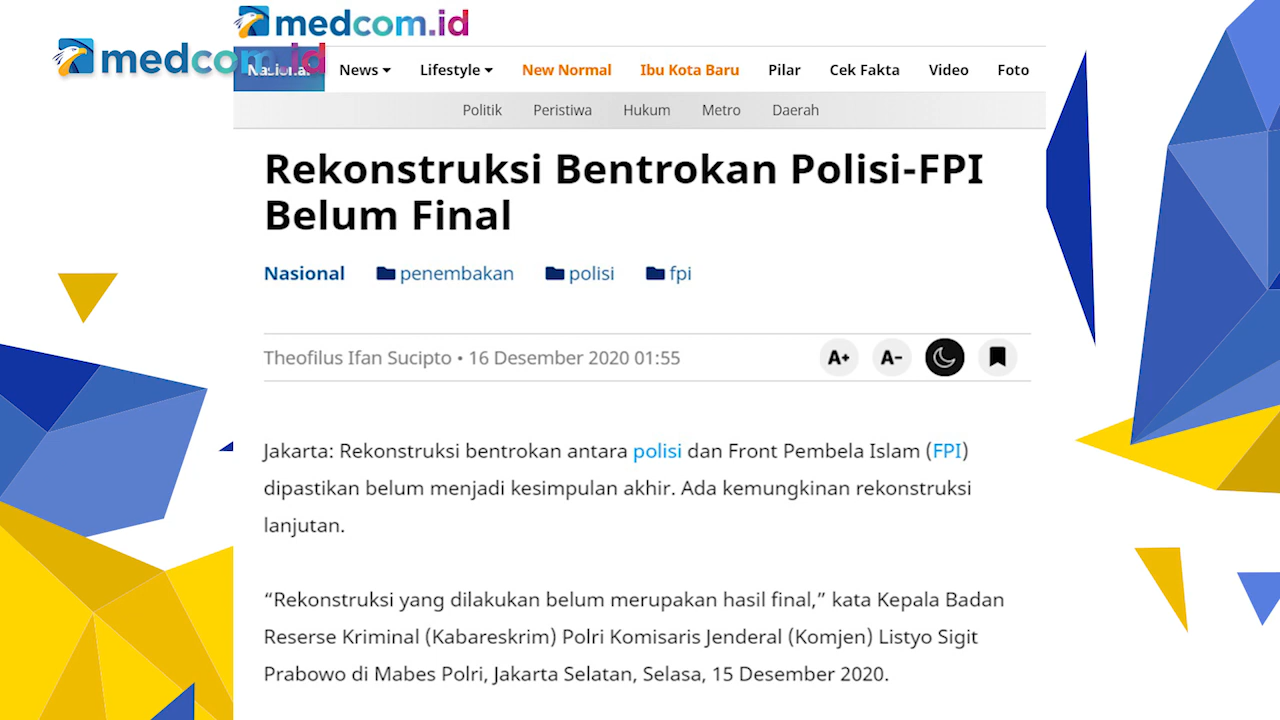 medcom.id
medcom.id
Nasional News Lifestyle New Normal Ibu Kota Baru Pilar Cek Fakta Video Foto
Politik Peristiwa Hukum Metro Daerah
Rekonstruksi Bentrokan Polisi-FPI
Belum Final
Nasional penembakan polisi fpi
Theofilus Ifan Sucipto • 16 Desember 2020 01:55 A+ A-
Jakarta: Rekonstruksi bentrokan antara polisi dan Front Pembela Islam (FPI)
dipastikan belum menjadi kesimpulan akhir. Ada kemungkinan rekonstruksi
lanjutan.
“Rekonstruksi yang dilakukan belum merupakan hasil final,” kata Kepala Badan
Reserse Kriminal (Kabareskrim) Polri Komisaris Jenderal (Komjen) Listyo Sigit
Prabowo di Mabes Polri, Jakarta Selatan, Selasa, 15 Desember 2020.